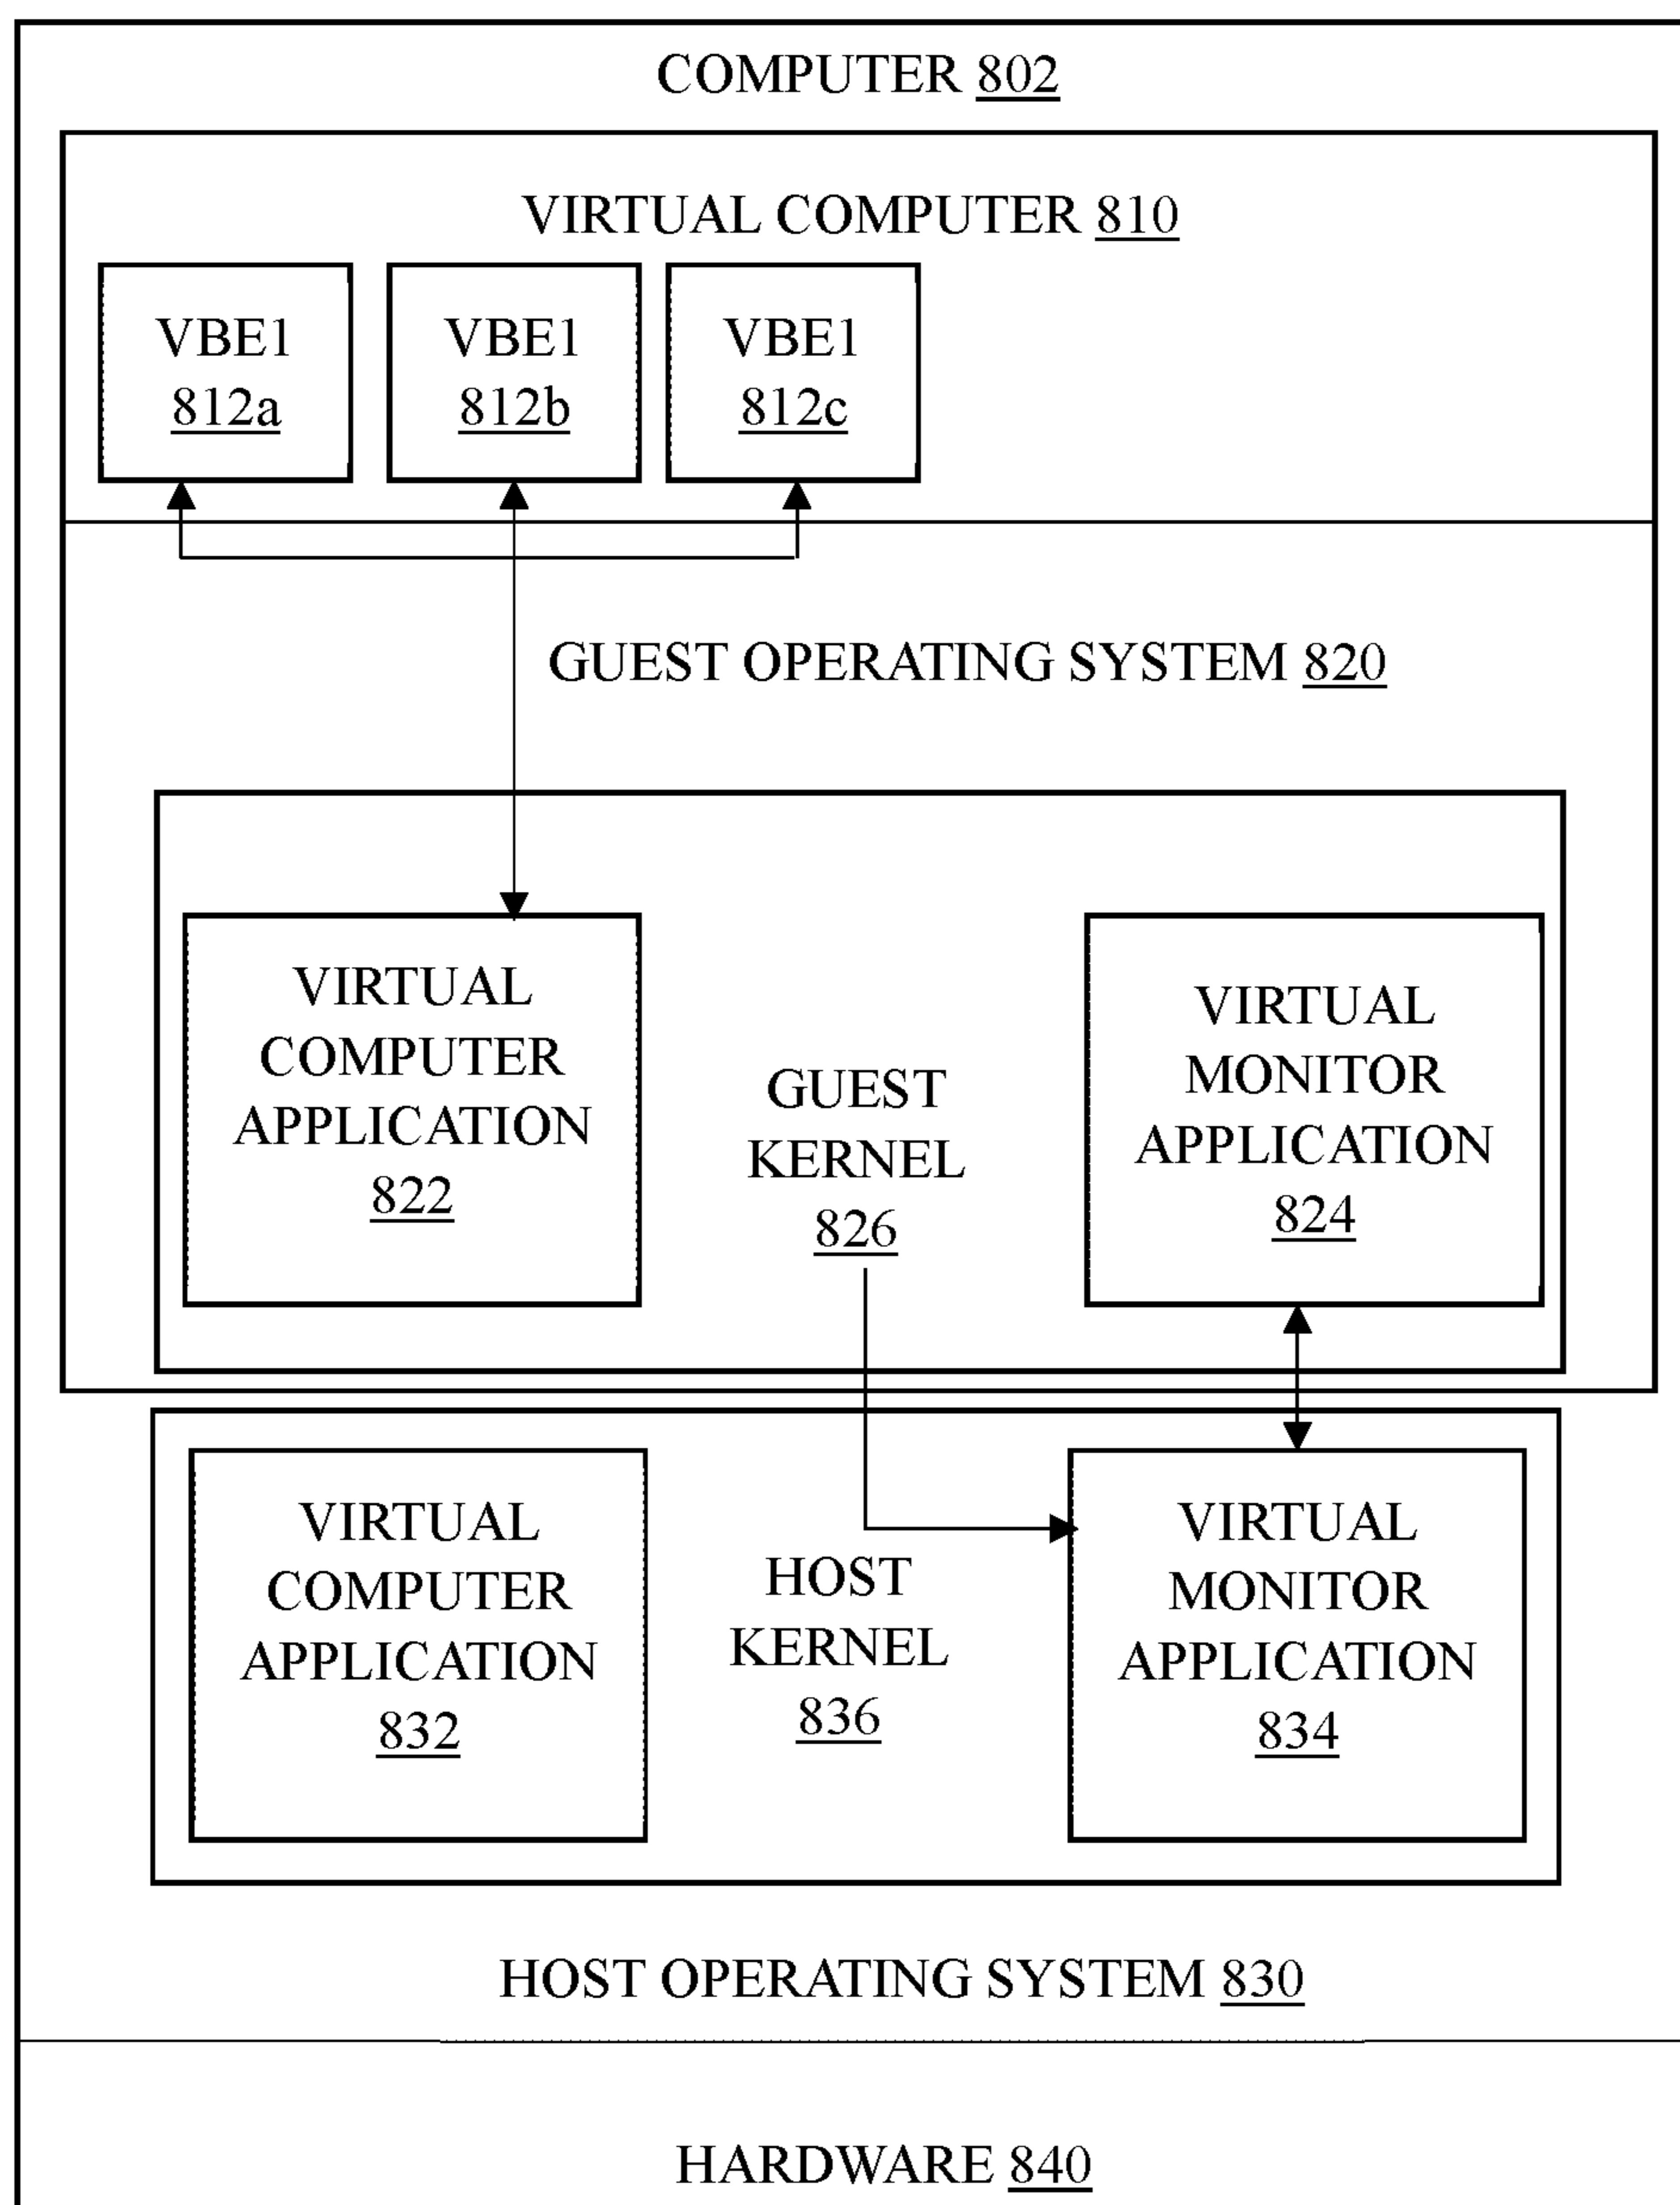 COMPUTER 802
VIRTUAL COMPUTER 810
VBE1
812a
VBE1
812b
VBE1
812c
GUEST OPERATING SYSTEM 820
VIRTUAL
COMPUTER
APPLICATION
822
GUEST
KERNEL
826
VIRTUAL
MONITOR
APPLICATION
824
VIRTUAL
COMPUTER
APPLICATION
832
HOST
KERNEL
836
VIRTUAL
MONITOR
APPLICATION
834
HOST OPERATING SYSTEM 830
HARDWARE 840